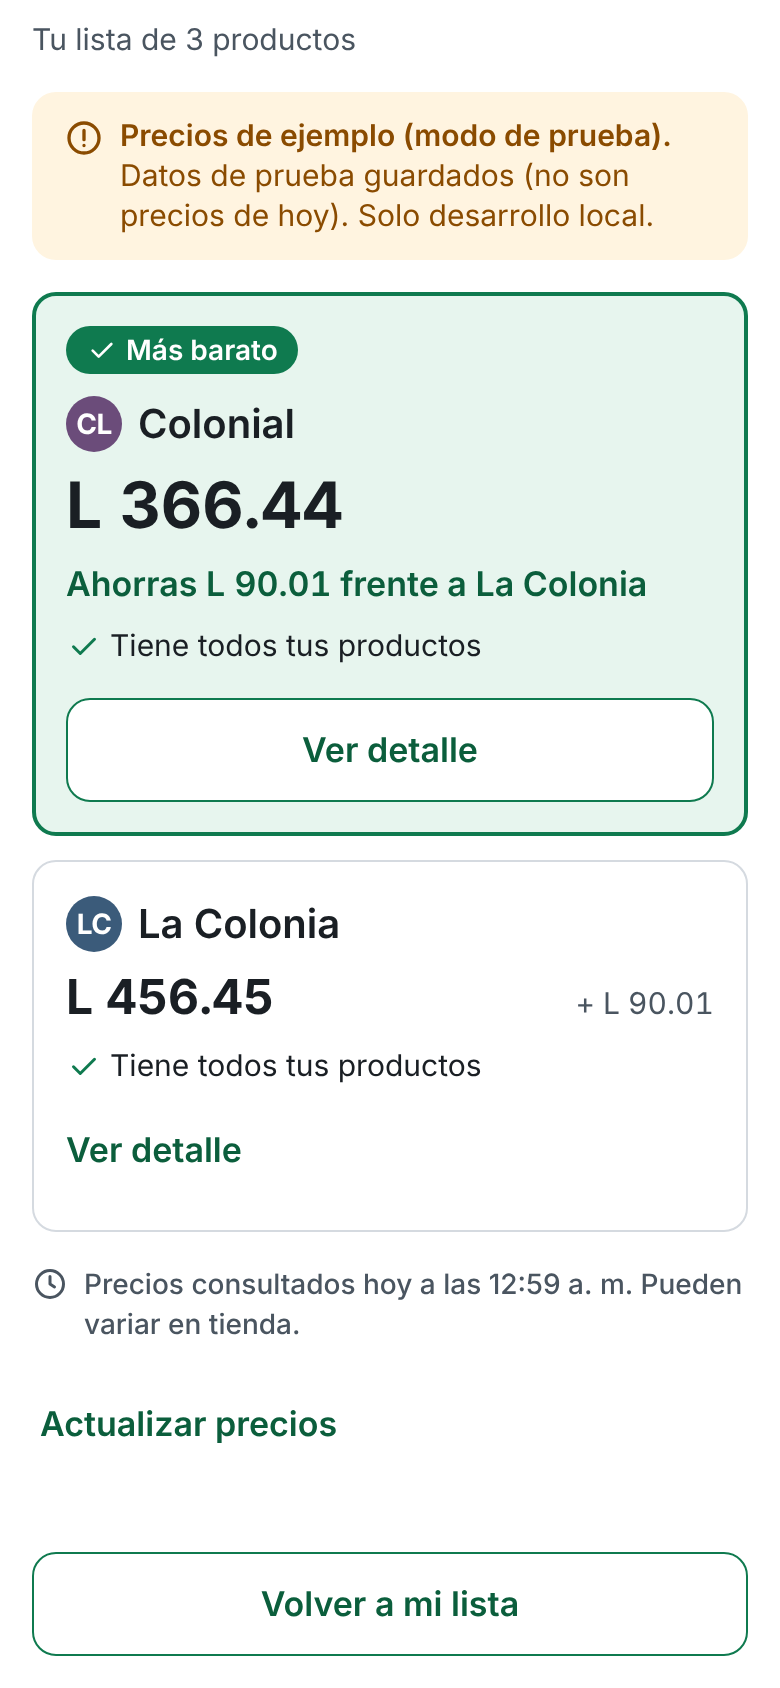 Tu lista de 3 productos
Precios de ejemplo (modo de prueba).
Datos de prueba guardados (no son
precios de hoy). Solo desarrollo local.
Más barato
CL Colonial
L 366.44
Ahorras L 90.01 frente a La Colonia
Tiene todos tus productos
Ver detalle
LC La Colonia
L 456.45 + L 90.01
Tiene todos tus productos
Ver detalle
Precios consultados hoy a las 12:59 a. m. Pueden
variar en tienda.
Actualizar precios
Volver a mi lista